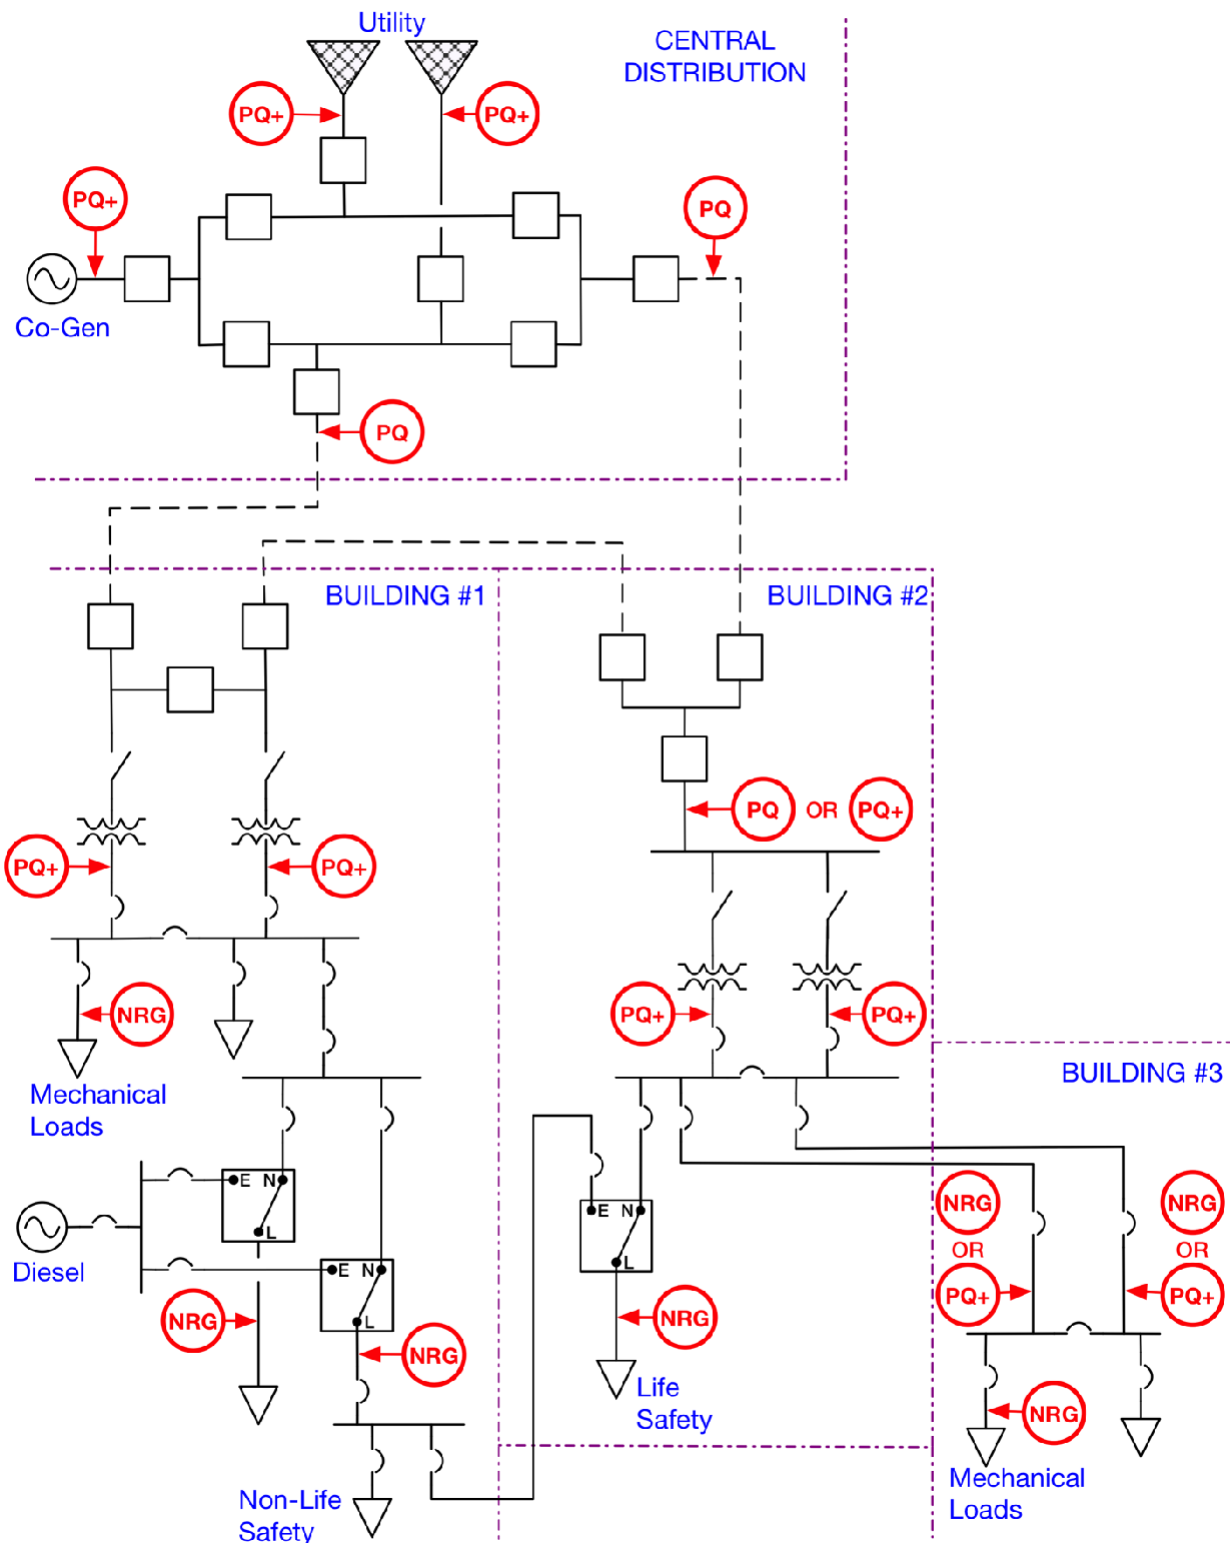 Utility
CENTRAL
DISTRIBUTION
PQ+
PQ+
PQ+
PQ
Co-Gen
PQ
BUILDING #1
BUILDING #2
PQ OR PQ+
PQ+
PQ+
PQ+
PQ+
NRG
BUILDING #3
Mechanical
Loads
E N
L
NRG
OR
PQ+
NRG
OR
PQ+
E N
L
Diesel
E N
L
NRG
NRG
NRG
Life
Safety
NRG
Mechanical
Loads
Non-Life
Safety